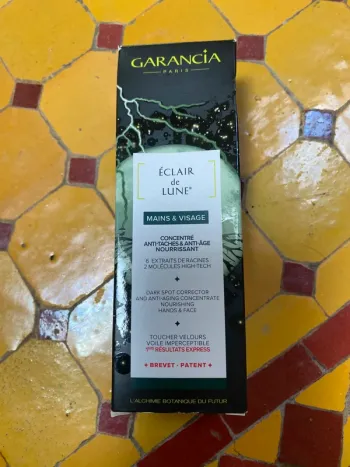 GARANCIA
PARIS
ÉCLAIR
de
LUNE®
MAINS & VISAGE
CONCENTRÉ
ANTI-TACHES & ANTI-ÂGE
NOURRISSANT
6 EXTRAITS DE RACINES
2 MOLÉCULES HIGH-TECH
+
DARK SPOT CORRECTOR
AND ANTI-AGING CONCENTRATE
NOURISHING
HANDS & FACE
+
TOUCHER VELOURS
VOILE IMPERCEPTIBLE
1ERS RÉSULTATS EXPRESS
+ BREVET - PATENT +
L'ALCHIMIE BOTANIQUE DU FUTUR